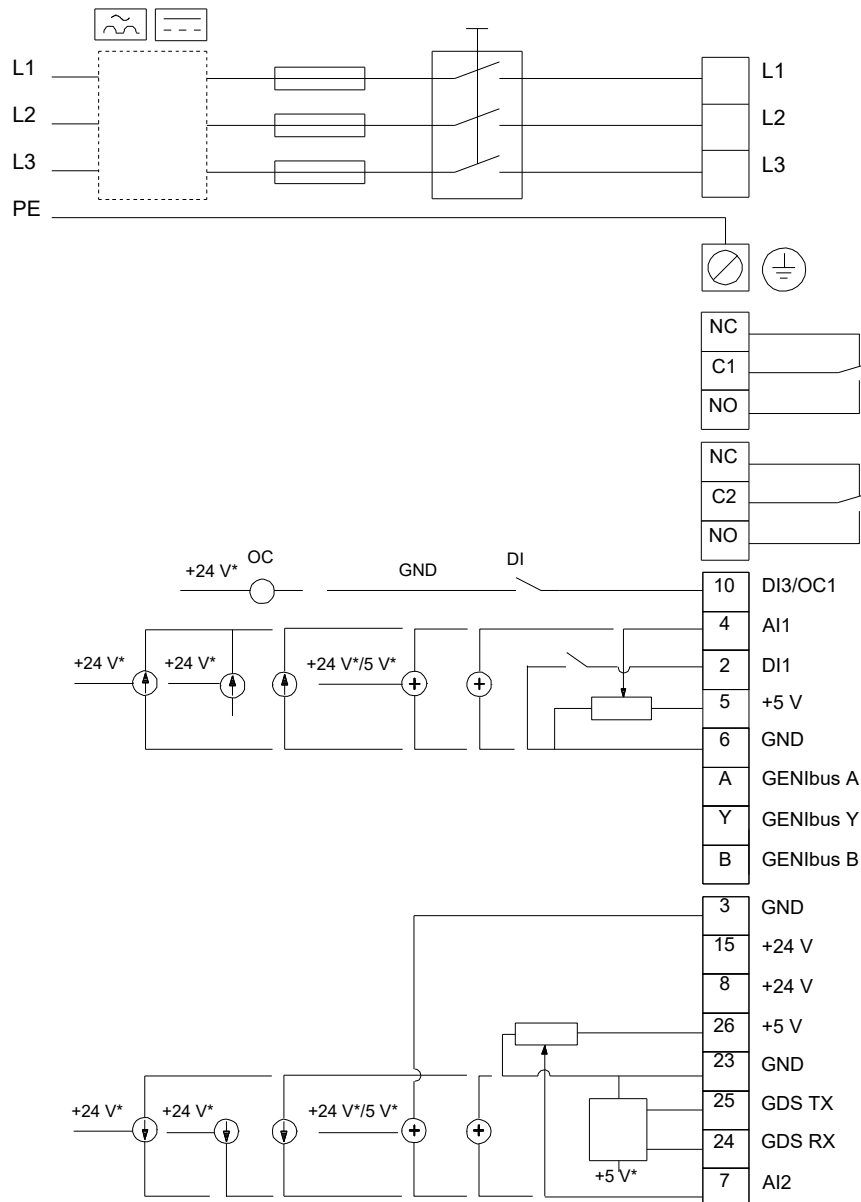 L1 L1
L2 L2
L3 L3
PE
NC
C1
NO
NC
C2
NO
+24 V* OC GND DI 10 DI3/OC1
4 AI1
+24 V* +24 V* +24 V*/5 V* 2 DI1
5 +5 V
6 GND
A GENIbus A
Y GENIbus Y
B GENIbus B
3 GND
15 +24 V
8 +24 V
26 +5 V
23 GND
+24 V* +24 V* +24 V*/5 V* 25 GDS TX
24 GDS RX
+5 V* 7 AI2